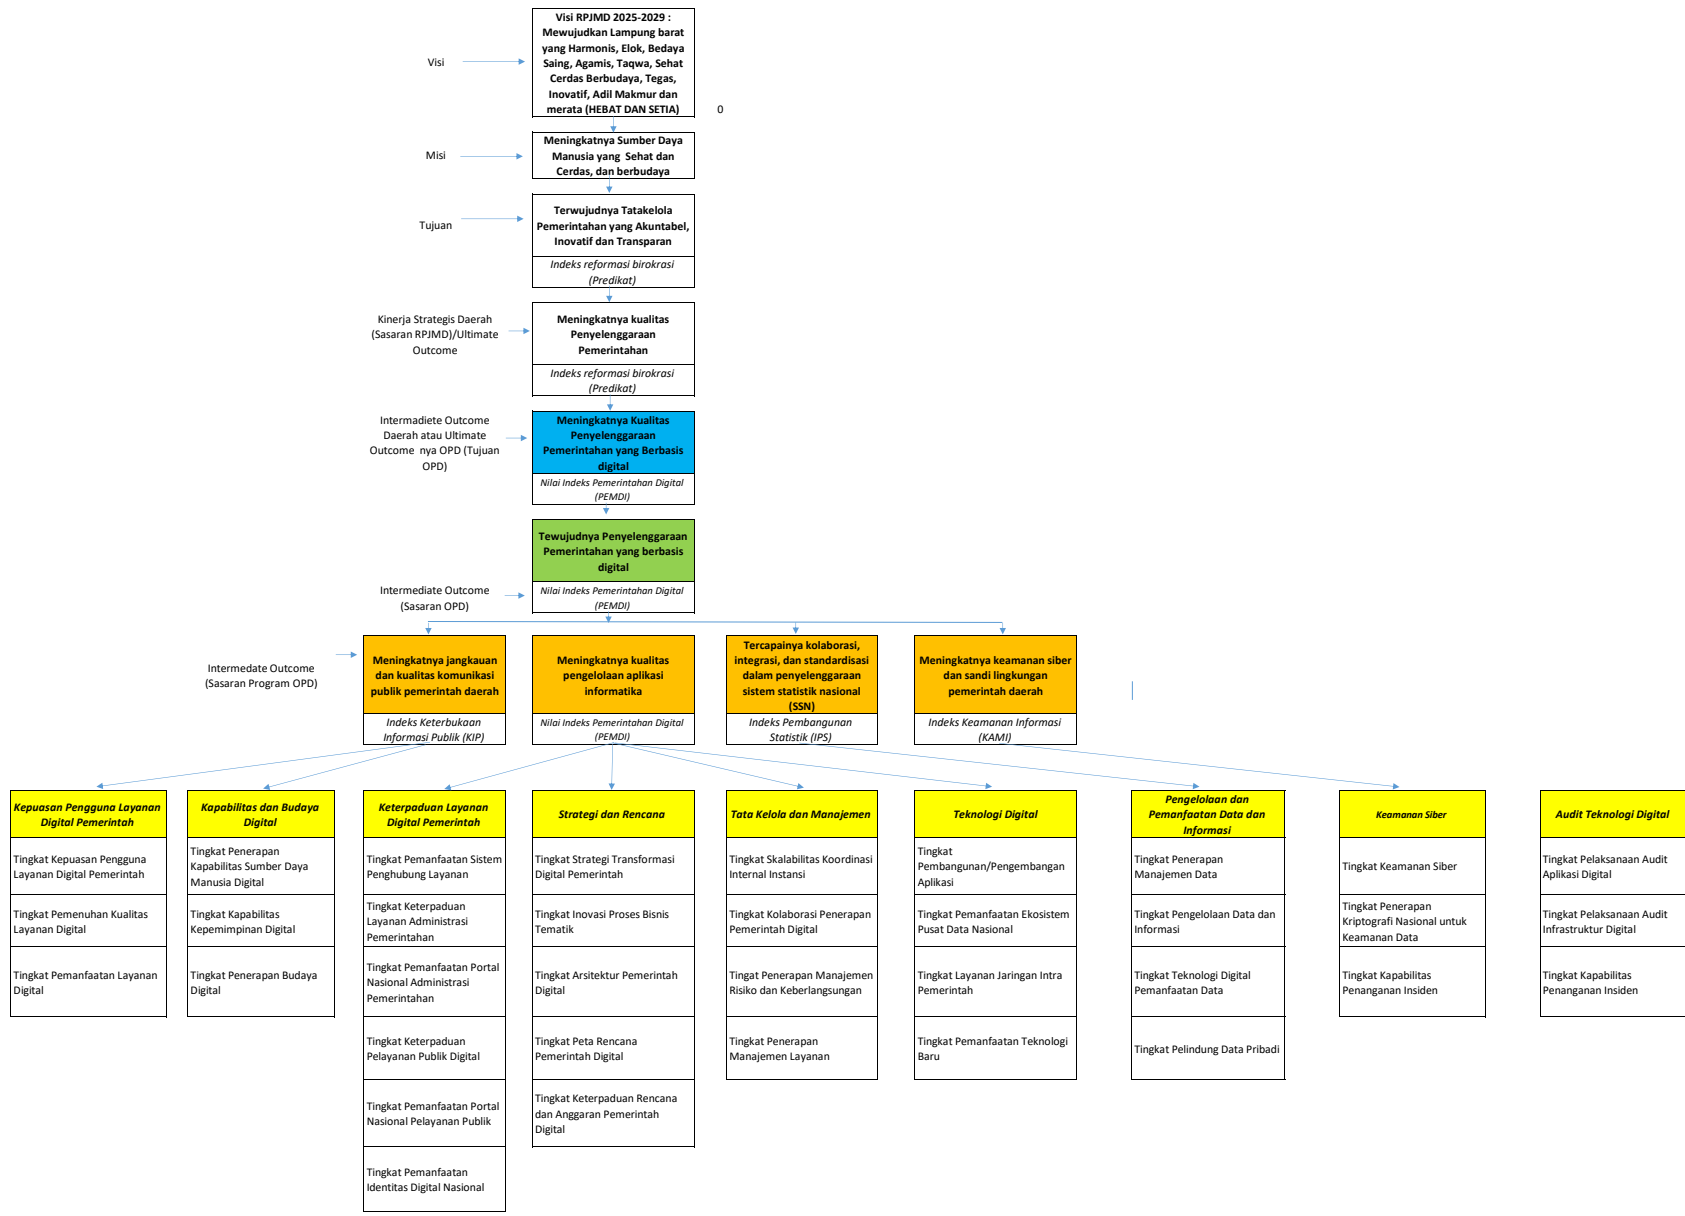 Visi RPJMD 2025-2029 :
Mewujudkan Lampung barat
yang Harmonis, Elok, Bedaya
Saing, Agamis, Taqwa, Sehat
Cerdas Berbudaya, Tegas,
Inovatif, Adil Makmur dan
merata (HEBAT DAN SETIA)
Visi
0
Misi
Meningkatnya Sumber Daya
Manusia yang  Sehat dan
Cerdas, dan berbudaya
Tujuan
Terwujudnya Tatakelola
Pemerintahan yang Akuntabel,
Inovatif dan Transparan
Indeks reformasi birokrasi
(Predikat)
Kinerja Strategis Daerah
(Sasaran RPJMD)/Ultimate
Outcome
Meningkatnya kualitas
Penyelenggaraan
Pemerintahan
Indeks reformasi birokrasi
(Predikat)
Intermadiete Outcome
Daerah atau Ultimate
Outcome  nya OPD (Tujuan
OPD)
Meningkatnya Kualitas
Penyelenggaraan
Pemerintahan yang Berbasis
digital
Nilai Indeks Pemerintahan Digital
(PEMDI)
Tewujudnya Penyelenggaraan
Pemerintahan yang berbasis
digital
Intermediate Outcome
(Sasaran OPD)
Nilai Indeks Pemerintahan Digital
(PEMDI)
Intermedate Outcome
(Sasaran Program OPD)
Meningkatnya jangkauan
dan kualitas komunikasi
publik pemerintah daerah
Indeks Keterbukaan
Informasi Publik (KIP)
Meningkatnya kualitas
pengelolaan aplikasi
informatika
Nilai Indeks Pemerintahan Digital
(PEMDI)
Tercapainya kolaborasi,
integrasi, dan standardisasi
dalam penyelenggaraan
sistem statistik nasional
(SSN)
Indeks Pembangunan
Statistik (IPS)
Meningkatnya keamanan siber
dan sandi lingkungan
pemerintah daerah
Indeks Keamanan Informasi
(KAMI)
Kepuasan Pengguna Layanan
Digital Pemerintah
Tingkat Kepuasan Pengguna
Layanan Digital Pemerintah
Tingkat Pemenuhan Kualitas
Layanan Digital
Tingkat Pemanfaatan Layanan
Digital
Kapabilitas dan Budaya
Digital
Tingkat Penerapan
Kapabilitas Sumber Daya
Manusia Digital
Tingkat Kapabilitas
Kepemimpinan Digital
Tingkat Penerapan Budaya
Digital
Keterpaduan Layanan
Digital Pemerintah
Tingkat Pemanfaatan Sistem
Penghubung Layanan
Tingkat Keterpaduan
Layanan Administrasi
Pemerintahan
Tingkat Pemanfaatan Portal
Nasional Administrasi
Pemerintahan
Tingkat Keterpaduan
Pelayanan Publik Digital
Tingkat Pemanfaatan Portal
Nasional Pelayanan Publik
Tingkat Pemanfaatan
Identitas Digital Nasional
Strategi dan Rencana
Tingkat Strategi Transformasi
Digital Pemerintah
Tingkat Inovasi Proses Bisnis
Tematik
Tingkat Arsitektur Pemerintah
Digital
Tingkat Peta Rencana
Pemerintah Digital
Tingkat Keterpaduan Rencana
dan Anggaran Pemerintah
Digital
Tata Kelola dan Manajemen
Tingkat Skalabilitas Koordinasi
Internal Instansi
Tingkat Kolaborasi Penerapan
Pemerintah Digital
Tingat Penerapan Manajemen
Risiko dan Keberlangsungan
Tingkat Penerapan
Manajemen Layanan
Teknologi Digital
Tingkat
Pembangunan/Pengembangan
Aplikasi
Tingkat Pemanfaatan Ekosistem
Pusat Data Nasional
Tingkat Layanan Jaringan Intra
Pemerintah
Tingkat Pemanfaatan Teknologi
Baru
Pengelolaan dan
Pemanfaatan Data dan
Informasi
Tingkat Penerapan
Manajemen Data
Tingkat Pengelolaan Data dan
Informasi
Tingkat Teknologi Digital
Pemanfaatan Data
Tingkat Pelindung Data Pribadi
Keamanan Siber
Tingkat Keamanan Siber
Tingkat Penerapan
Kriptografi Nasional untuk
Keamanan Data
Tingkat Kapabilitas
Penanganan Insiden
Audit Teknologi Digital
Tingkat Pelaksanaan Audit
Aplikasi Digital
Tingkat Pelaksanaan Audit
Infrastruktur Digital
Tingkat Kapabilitas
Penanganan Insiden